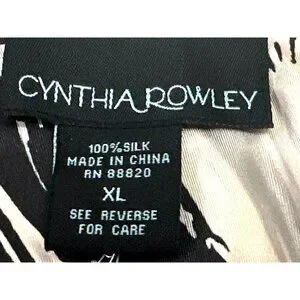 CYNTHIA ROWLEY
100% SILK
MADE IN CHINA
RN 88820
XL
SEE REVERSE
FOR CARE